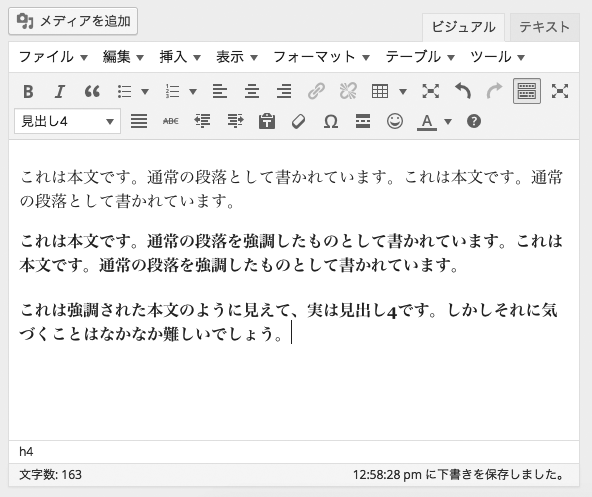 メディアを追加
ビジュアル テキスト
ファイル 編集 挿入 表示 フォーマット テーブル ツール
B I ABC Ω A
見出し4
これは本文です。通常の段落として書かれています。これは本文です。通常
の段落として書かれています。
これは本文です。通常の段落を強調したものとして書かれています。これは
本文です。通常の段落を強調したものとして書かれています。
これは強調された本文のように見えて、実は見出し4です。しかしそれに気
づくことはなかなか難しいでしょう。
h4
文字数: 163 12:58:28 pm に下書きを保存しました。